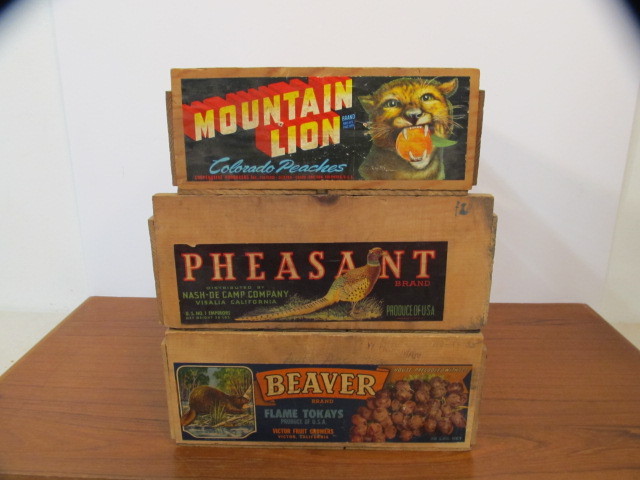 MOUNTAIN
LION
BRAND
Colorado Peaches
PHEASANT
BRAND
DISTRIBUTED BY
NASH-DE CAMP COMPANY
VISALIA CALIFORNIA
PRODUCE OF U.S.A
BEAVER
BRAND
FLAME TOKAYS
PRODUCE OF U.S.A.
VICTOR FRUIT GROWERS,
VICTOR, CALIFORNIA